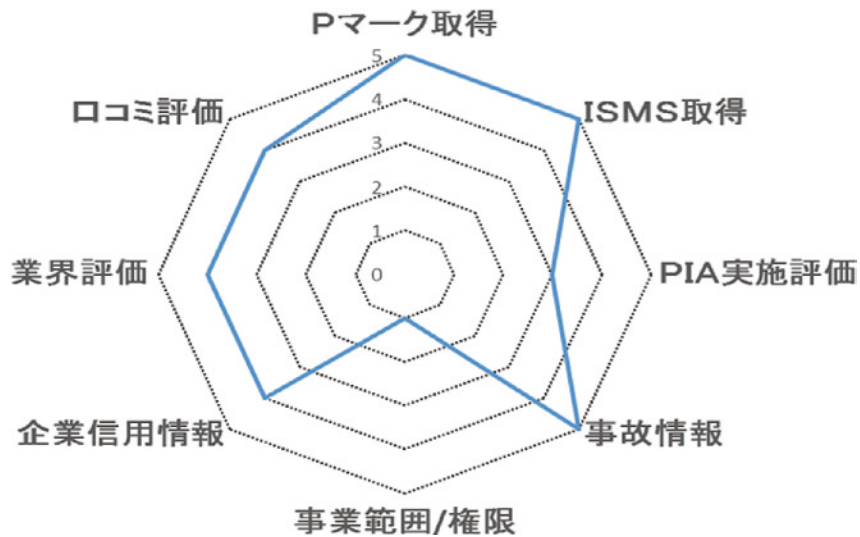 Pマーク取得
5
口コミ評価
ISMS取得
4
3
2
1
業界評価
0
PIA実施評価
企業信用情報
事故情報
事業範囲/権限